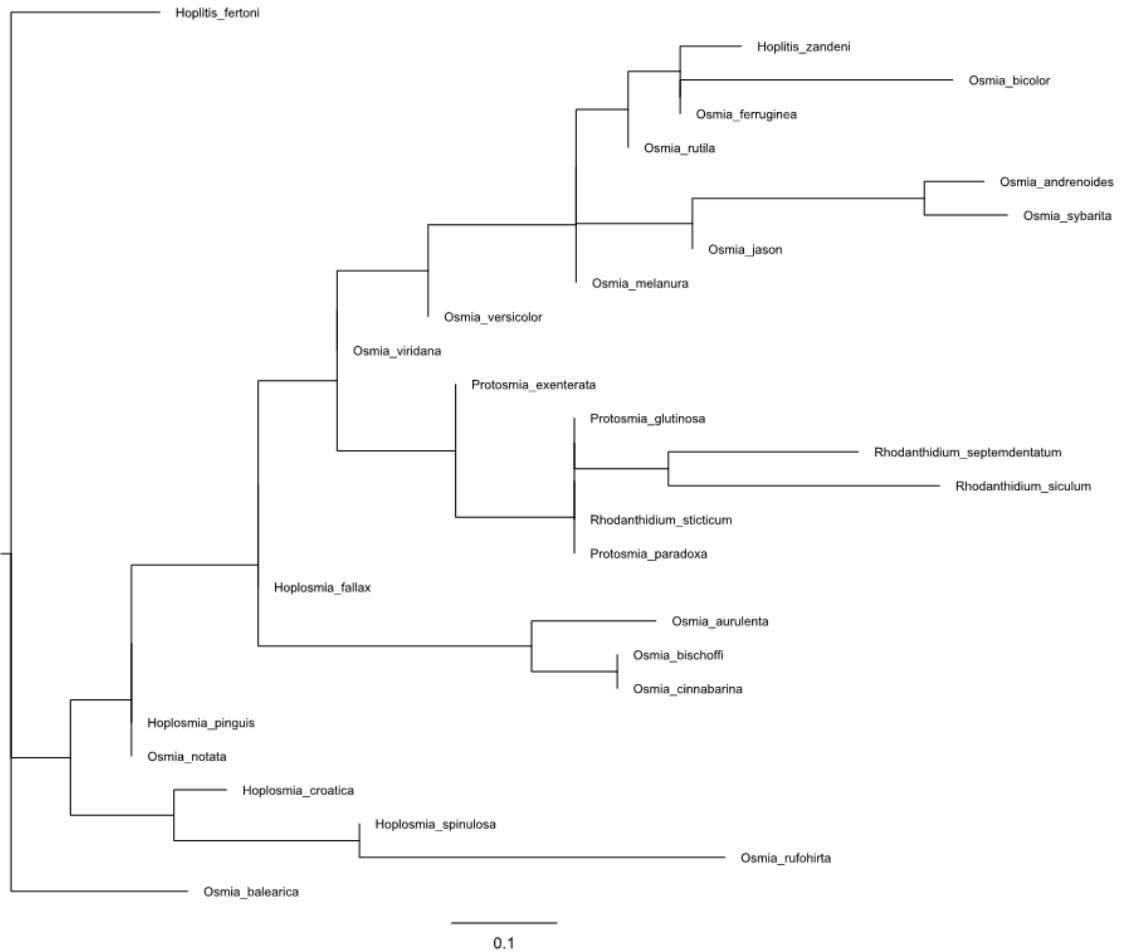 Hoplitis_fertoni
Hoplitis_zandeni
Osmia_bicolor
Osmia_ferruginea
Osmia_rutila
Osmia_andrenoides
Osmia_sybarita
Osmia_jason
Osmia_melanura
Osmia_versicolor
Osmia_viridana
Protosmia_exenterata
Protosmia_glutinosa
Rhodanthidium_septemdentatum
Rhodanthidium_siculum
Rhodanthidium_sticticum
Protosmia_paradoxa
Hoplosmia_fallax
Osmia_aurulenta
Osmia_bischoffi
Osmia_cinnabarina
Hoplosmia_pinguis
Osmia_notata
Hoplosmia_croatica
Hoplosmia_spinulosa
Osmia_rufohirta
Osmia_balearica
0.1